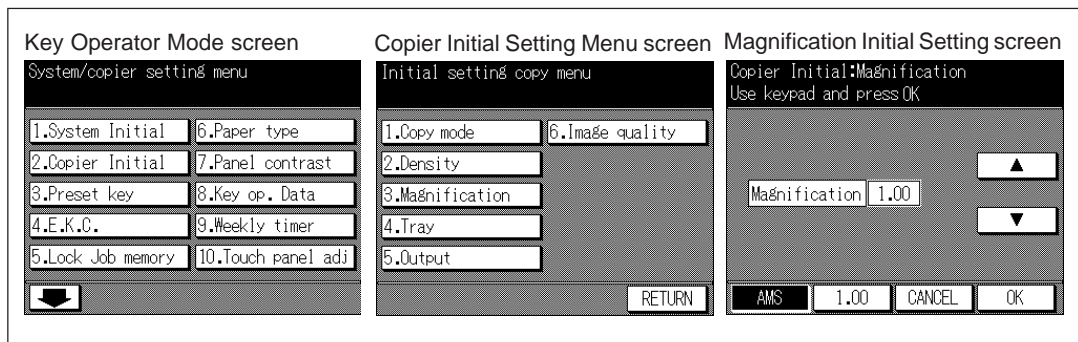 Key Operator Mode screen
System/copier setting menu
1.System Initial 6.Paper type
2.Copier Initial 7.Panel contrast
3.Preset key 8.Key op. Data
4.E.K.C. 9.Weekly timer
5.Lock Job memory 10.Touch panel adj
Copier Initial Setting Menu screen
Initial setting copy menu
1.Copy mode 6.Image quality
2.Density
3.Magnification
4.Tray
5.Output
RETURN
Magnification Initial Setting screen
Copier Initial:Magnification
Use keypad and press OK
Magnification 1.00
AMS 1.00 CANCEL OK